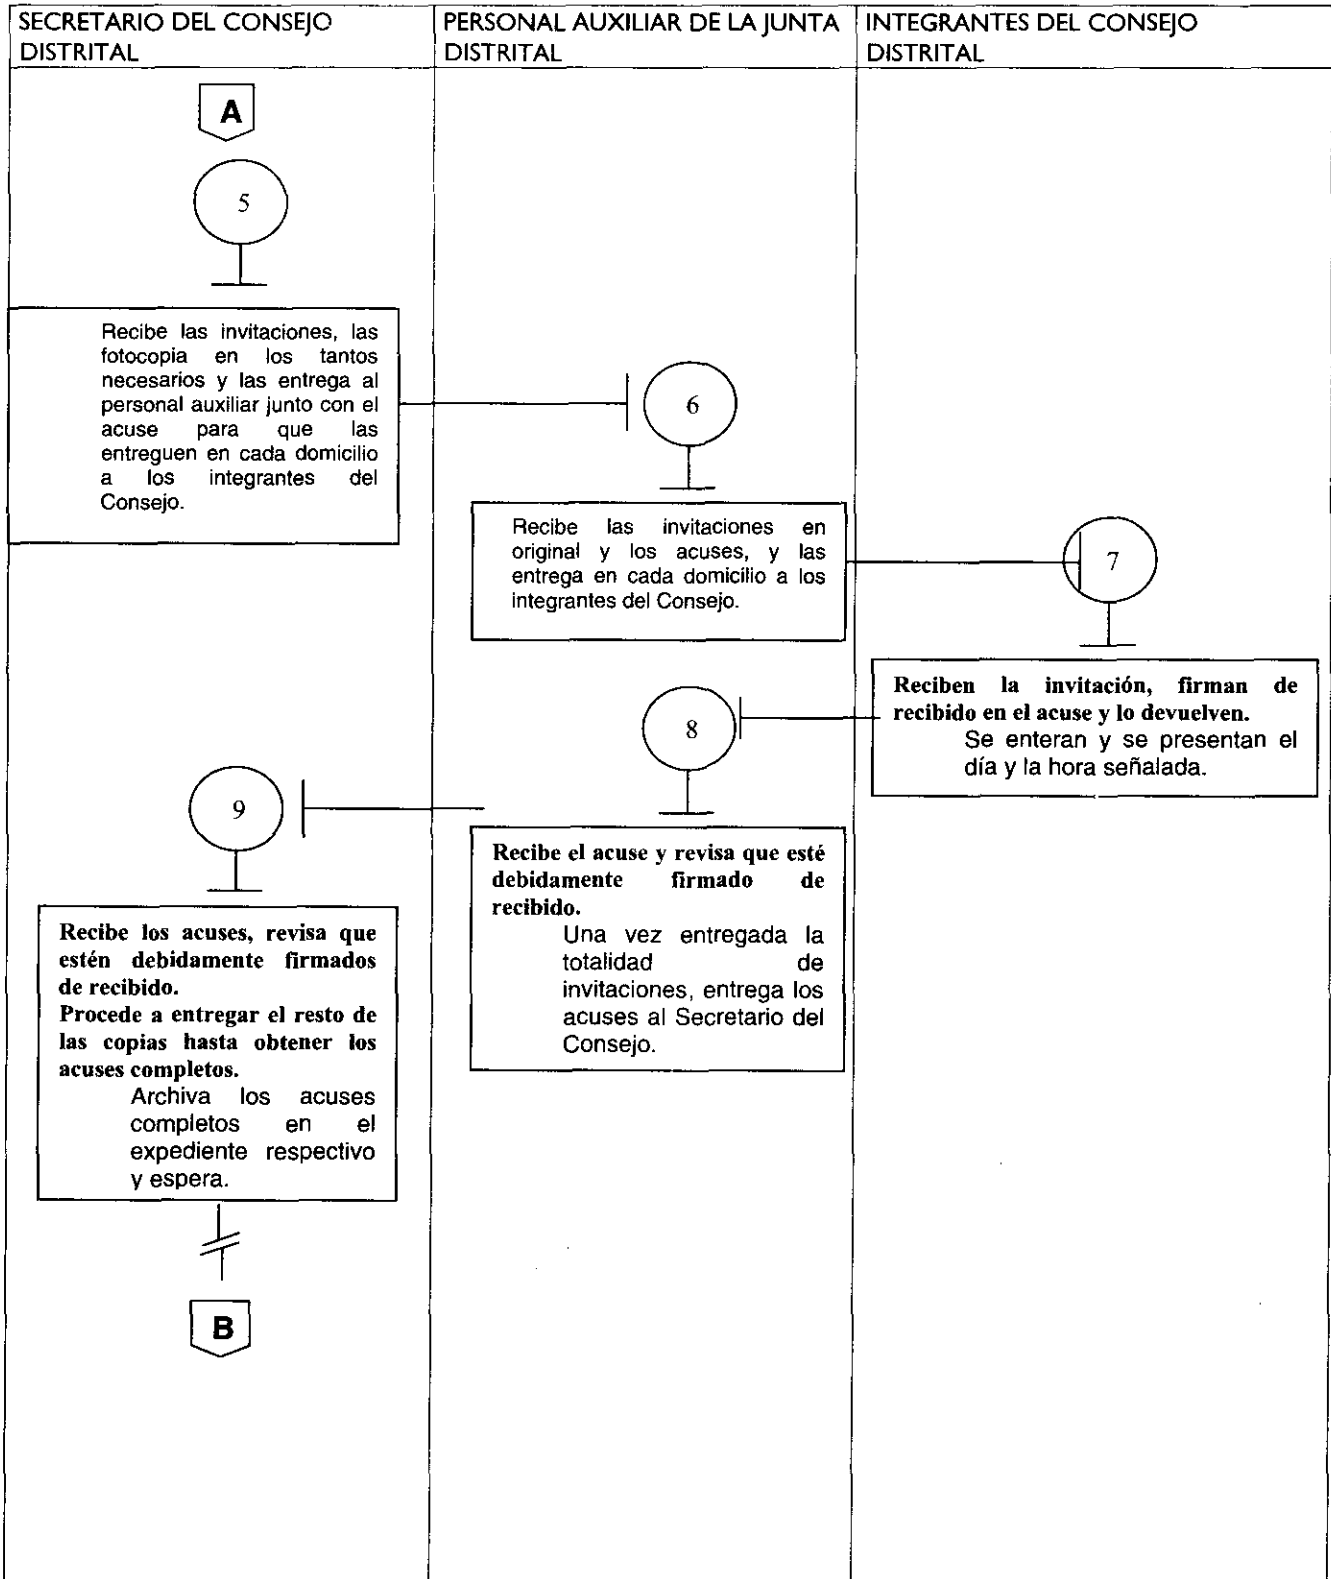 SECRETARIO DEL CONSEJO
DISTRITAL
PERSONAL AUXILIAR DE LA JUNTA
DISTRITAL
INTEGRANTES DEL CONSEJO
DISTRITAL
A
5
Recibe las invitaciones, las
fotocopia en los tantos
necesarios y las entrega al
personal auxiliar junto con el
acuse para que las
entreguen en cada domicilio
a los integrantes del
Consejo.
6
Recibe las invitaciones en
original y los acuses, y las
entrega en cada domicilio a los
integrantes del Consejo.
7
Reciben la invitación, firman de
recibido en el acuse y lo devuelven.
Se enteran y se presentan el
día y la hora señalada.
8
Recibe el acuse y revisa que esté
debidamente firmado de
recibido.
Una vez entregada la
totalidad de
invitaciones, entrega los
acuses al Secretario del
Consejo.
9
Recibe los acuses, revisa que
estén debidamente firmados
de recibido.
Procede a entregar el resto de
las copias hasta obtener los
acuses completos.
Archiva los acuses
completos en el
expediente respectivo
y espera.
B